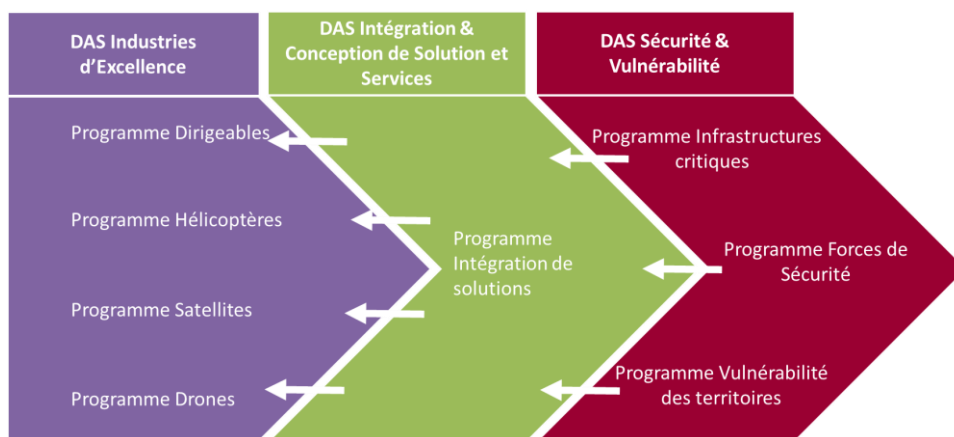 DAS Industries
d’Excellence
DAS Intégration &
Conception de Solution et
Services
DAS Sécurité &
Vulnérabilité
Programme Dirigeables
Programme Hélicoptères
Programme Satellites
Programme Drones
Programme
Intégration de
solutions
Programme Infrastructures
critiques
Programme Forces de
Sécurité
Programme Vulnérabilité
des territoires